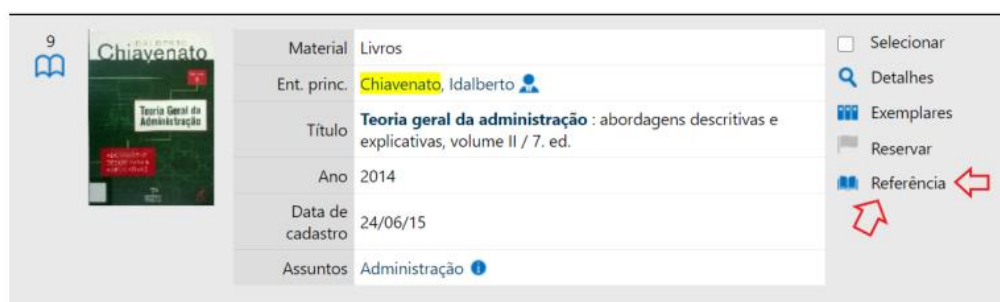 9
Chiavenato
Teoria Geral da
Administração
Material Livros
Ent. princ. Chiavenato, Idalberto
Título Teoria geral da administração : abordagens descritivas e
explicativas, volume II / 7. ed.
Ano 2014
Data de
cadastro 24/06/15
Assuntos Administração
Selecionar
Detalhes
Exemplares
Reservar
Referência